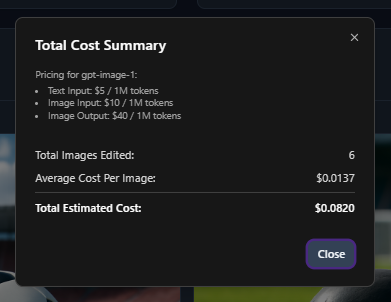 Total Cost Summary
×
Pricing for gpt-image-1:
• Text Input: $5 / 1M tokens
• Image Input: $10 / 1M tokens
• Image Output: $40 / 1M tokens
Total Images Edited: 6
Average Cost Per Image: $0.0137
Total Estimated Cost: $0.0820
Close